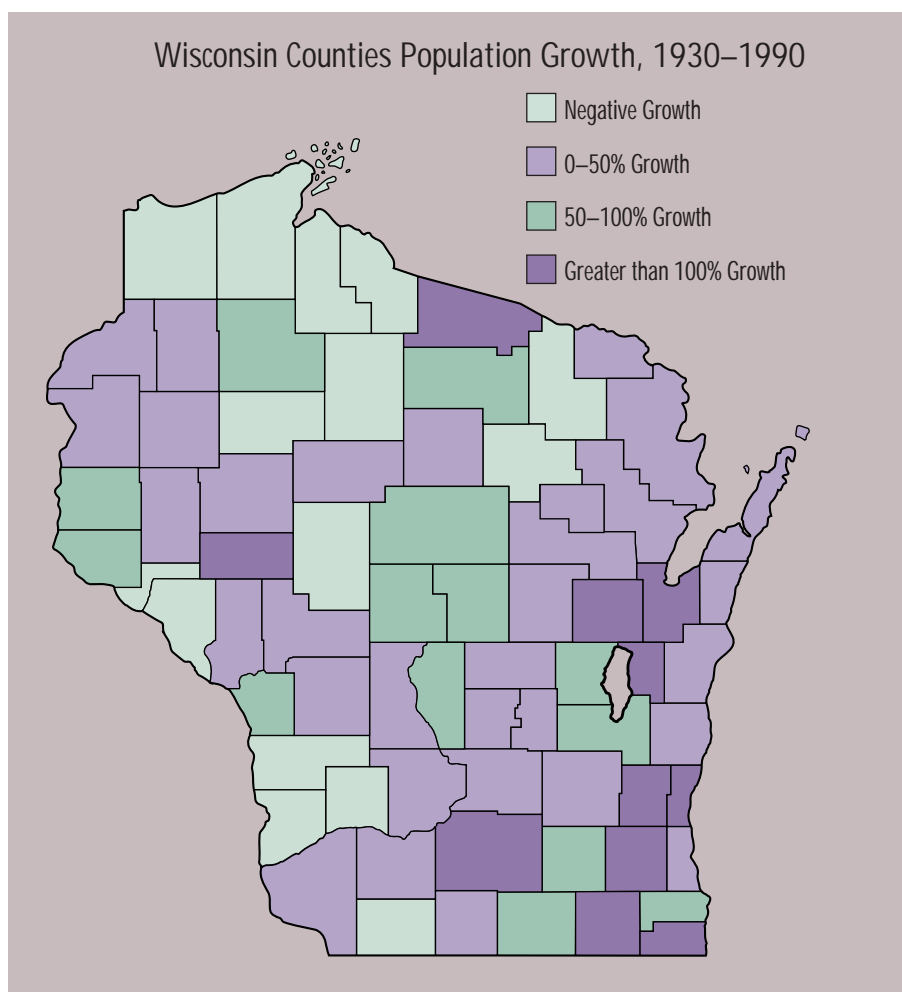 Wisconsin Counties Population Growth, 1930–1990
Negative Growth
0–50% Growth
50–100% Growth
Greater than 100% Growth